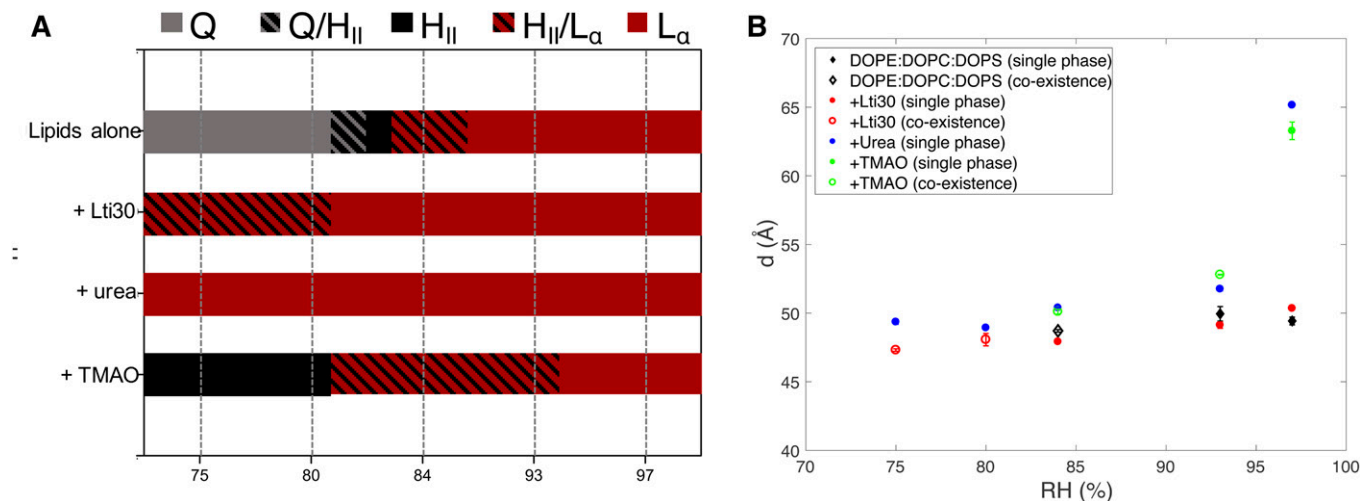 A
Q Q/HII HII HII/Lα Lα
Lipids alone
+ Lti30
+ urea
+ TMAO
75 80 84 93 97
B
DOPE:DOPC:DOPS (single phase)
DOPE:DOPC:DOPS (co-existence)
+Lti30 (single phase)
+Lti30 (co-existence)
+Urea (single phase)
+TMAO (single phase)
+TMAO (co-existence)
70
65
60
55
50
45
40
d (Å)
70 75 80 85 90 95 100
RH (%)